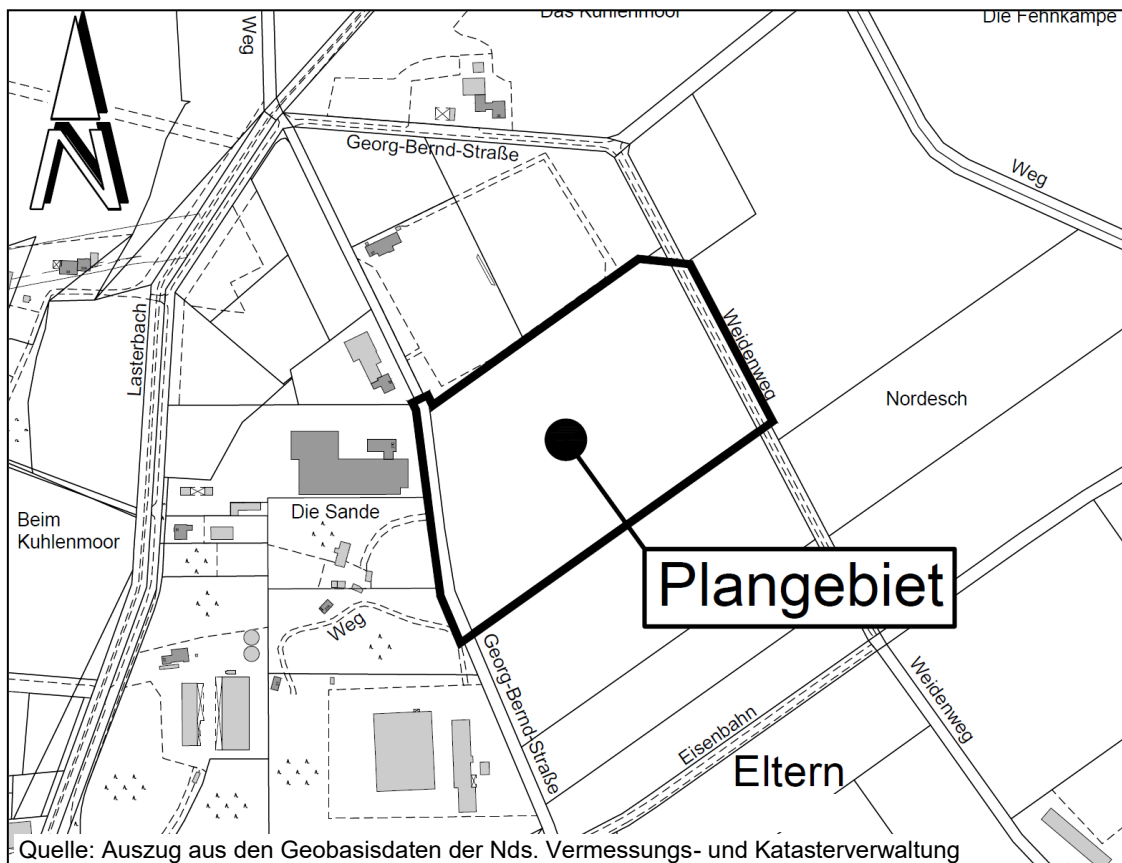 Das Kuhlenmoor
Die Fehnkämpe
Weg
N
Georg-Bernd-Straße
Weg
Lasterbach
Weidenweg
Nordesch
Beim
Kuhlenmoor
Die Sande
Plangebiet
Weg
Georg-Bernd-Straße
Weidenweg
Eisenbahn
Eltern
Quelle: Auszug aus den Geobasisdaten der Nds. Vermessungs- und Katasterverwaltung